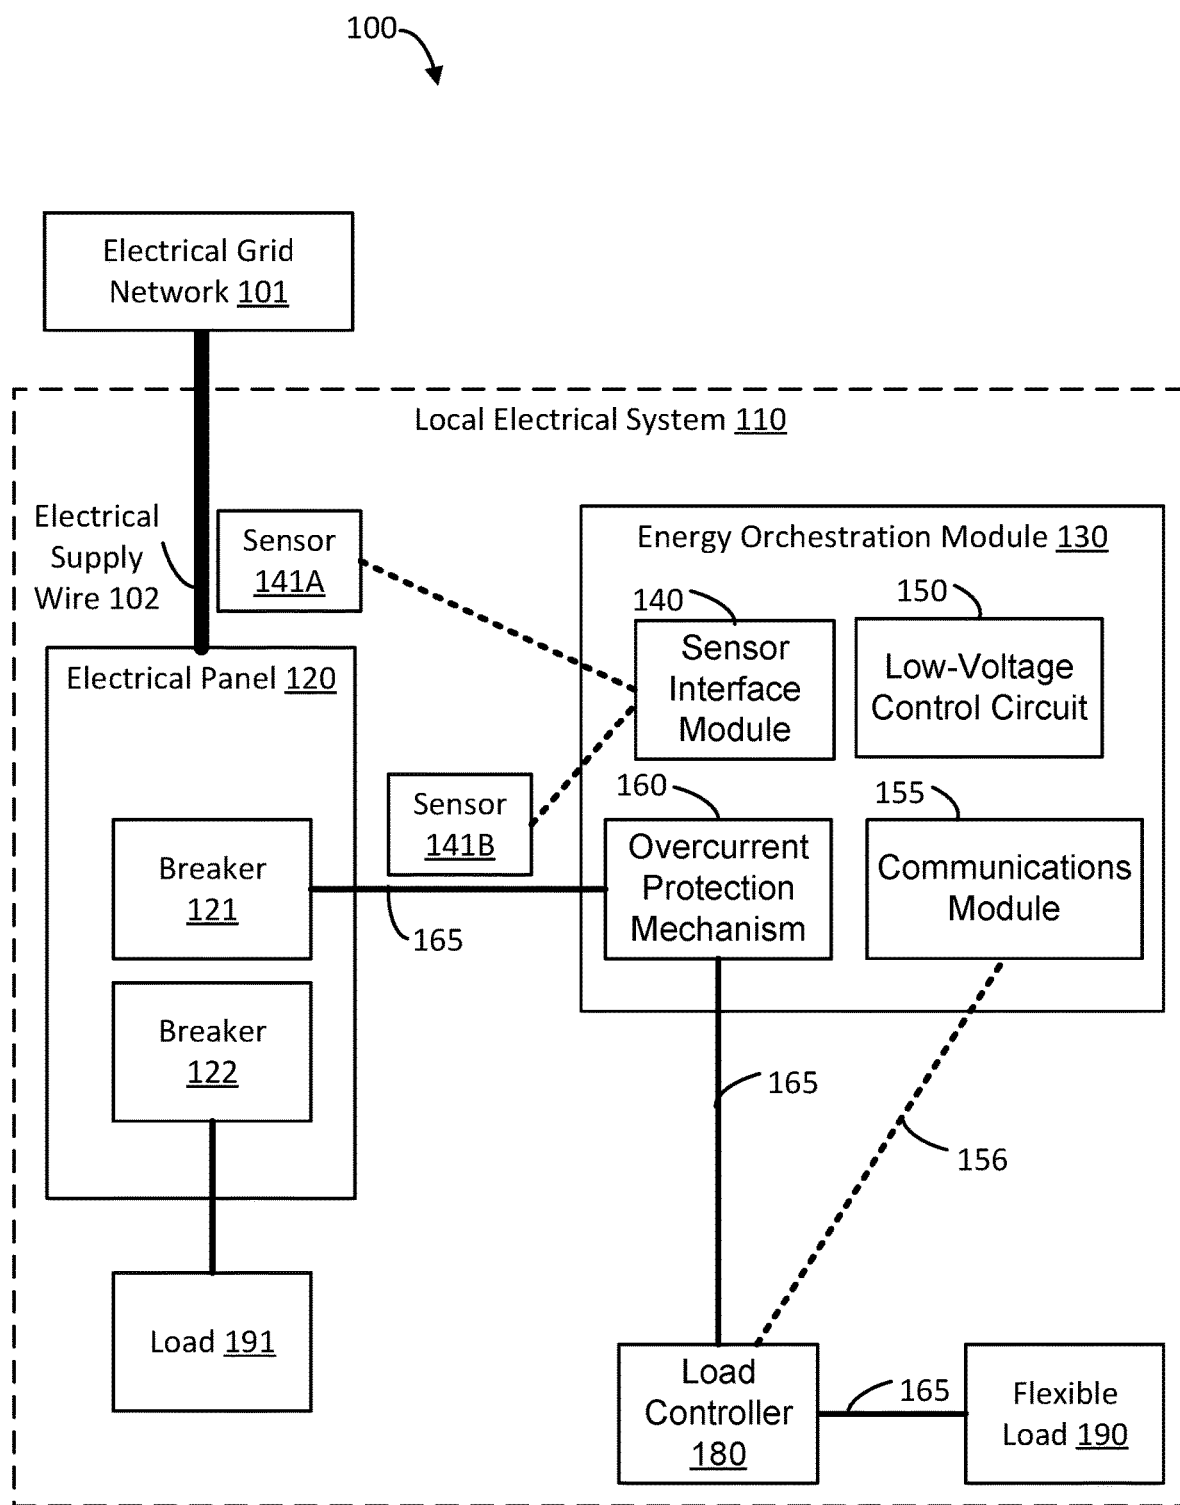 100
Electrical Grid
Network 101
Local Electrical System 110
Electrical
Supply
Wire 102
Sensor
141A
Energy Orchestration Module 130
140
Sensor
Interface
Module
150
Low-Voltage
Control Circuit
Electrical Panel 120
Sensor
141B
160
Overcurrent
Protection
Mechanism
155
Communications
Module
Breaker
121
165
Breaker
122
165
156
Load 191
Load
Controller
180
165
Flexible
Load 190